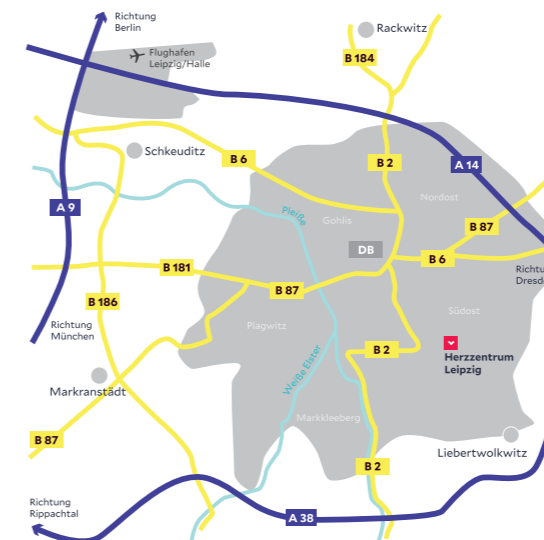 Richtung
Berlin
Rackwitz
Flughafen
Leipzig/Halle
B 184
Schkeuditz
B 6
B 2
A 14
Nordost
A 9
Pleiße
Gohlis
B 87
DB
B 6
B 181
Richtu
Dresd
B 87
B 186
Südost
Richtung
München
Plagwitz
B 2
Herzzentrum
Leipzig
Weiße Elster
Markranstädt
Markkleeberg
B 87
Liebertwolkwitz
B 2
Richtung
Rippachtal
A 38